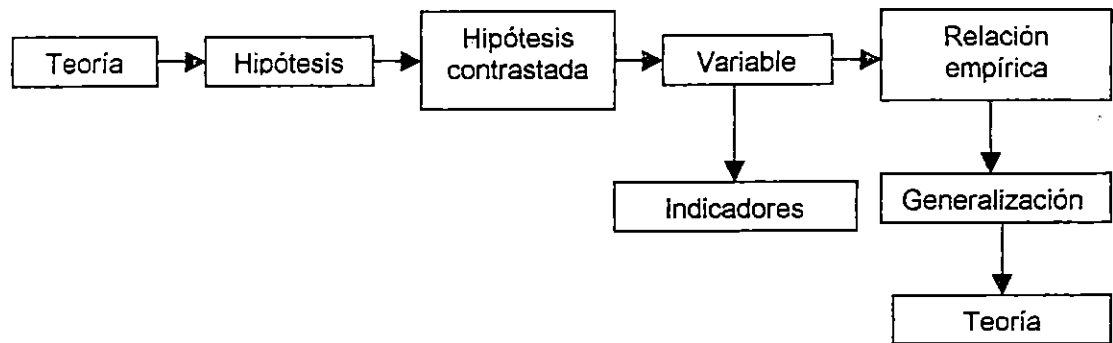 Teoría
Hipótesis
Hipótesis
contrastada
Variable
Relación
empírica
Indicadores
Generalización
Teoría